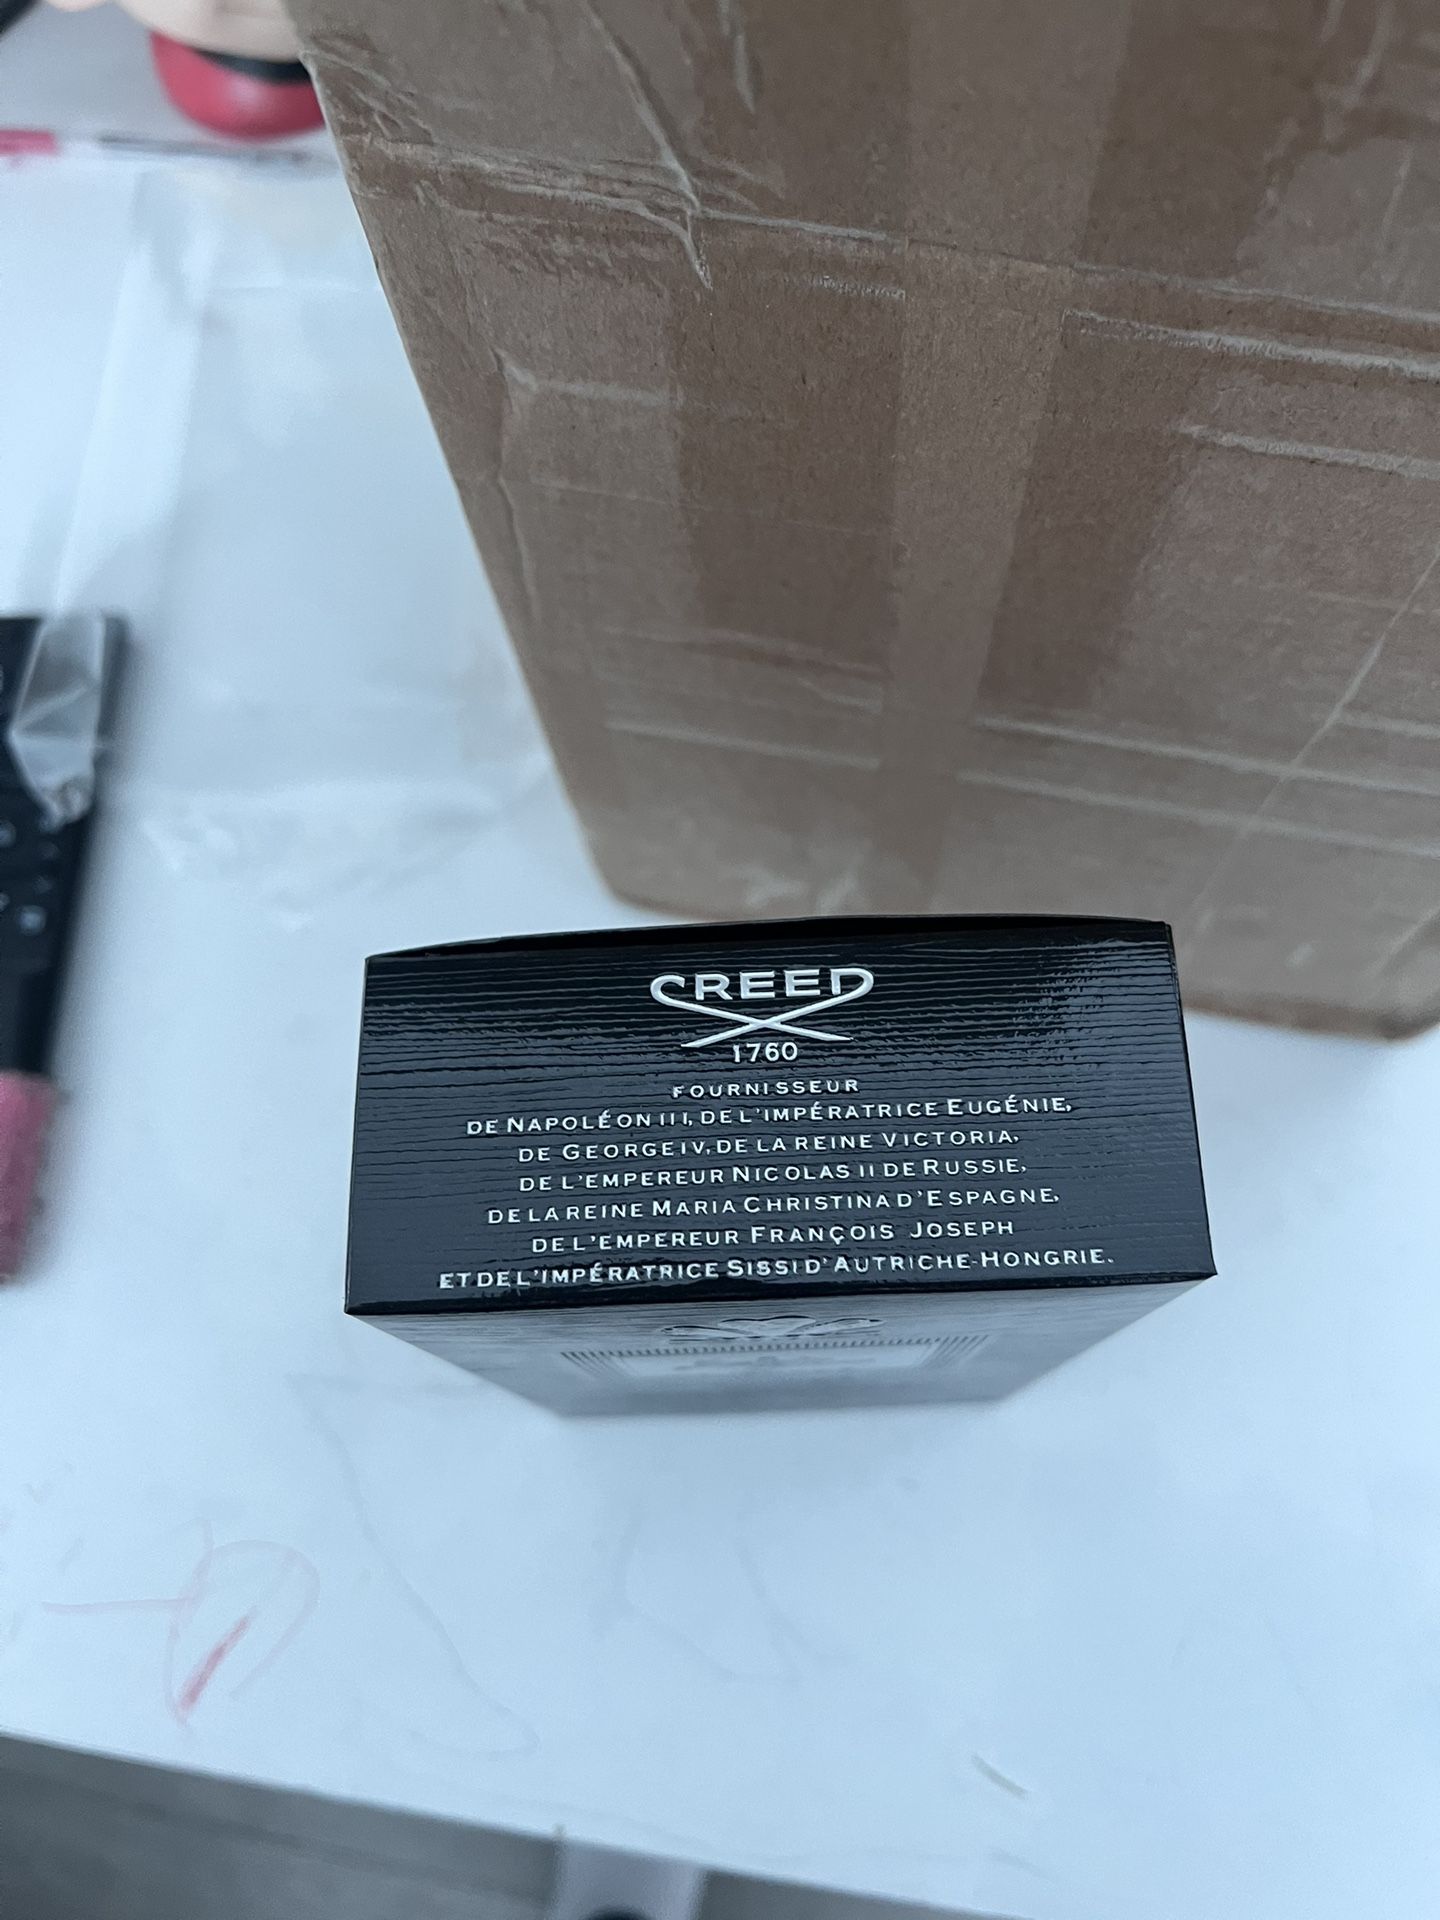 CREED
1760
FOURNISSEUR
DE NAPOLÉON III, DE L'IMPÉRATRICE EUGÉNIE,
DE GEORGE IV, DE LA REINE VICTORIA,
DE L'EMPEREUR NICOLAS II DE RUSSIE,
DE LA REINE MARIA CHRISTINA D'ESPAGNE,
DE L'EMPEREUR FRANÇOIS JOSEPH
ET DE L'IMPÉRATRICE SISSI D'AUTRICHE-HONGRIE.